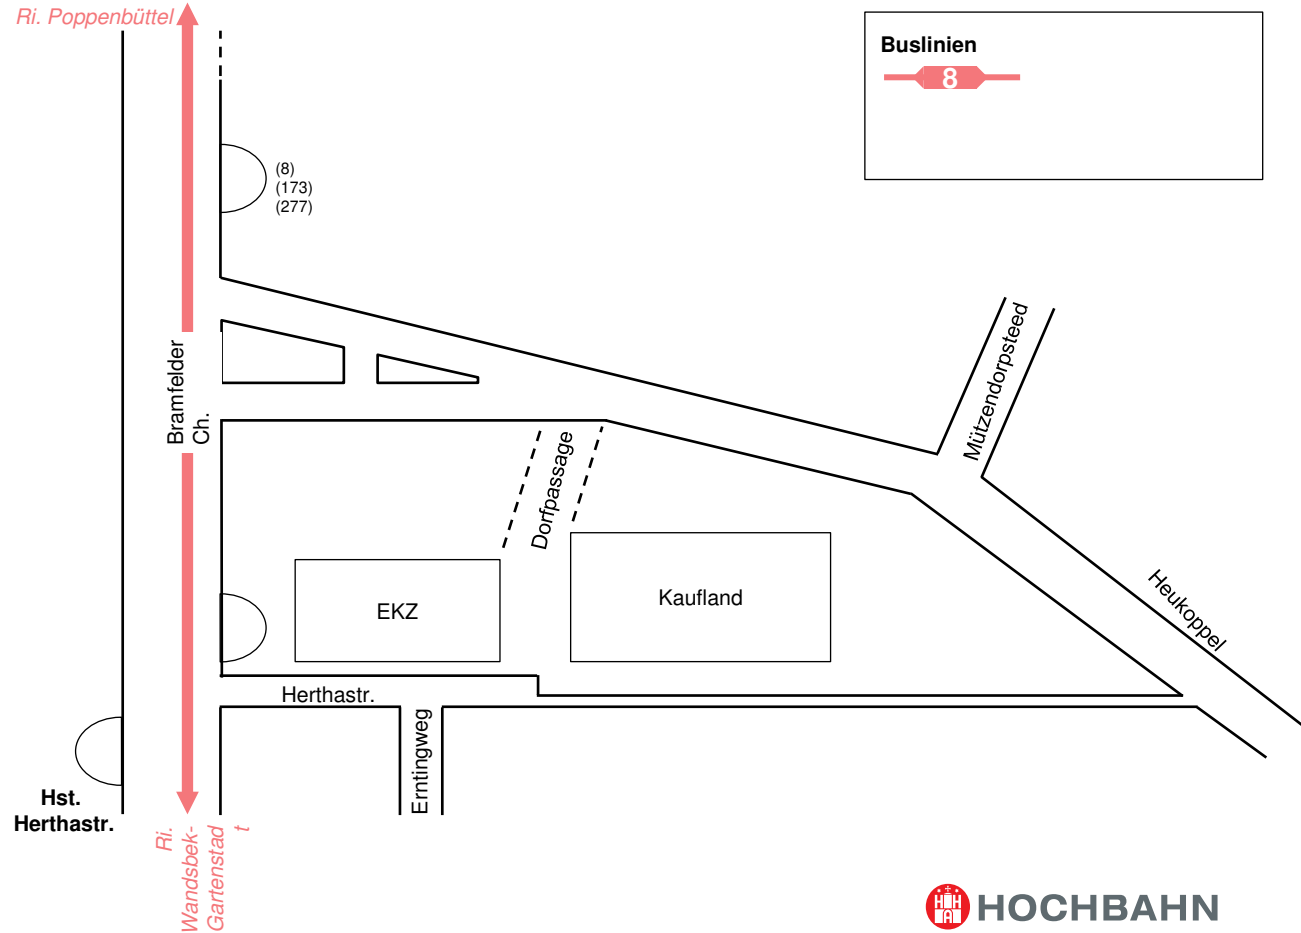 Ri. Poppenbüttel
Buslinien
8
(8)
(173)
(277)
Bramfelder
Ch.
Mützendorpsteed
Dorfpassage
Heukoppel
EKZ
Kaufland
Herthastr.
Erntingweg
Hst.
Herthastr.
Ri.
Wandsbek-
Gartenstad
t
HOCHBAHN